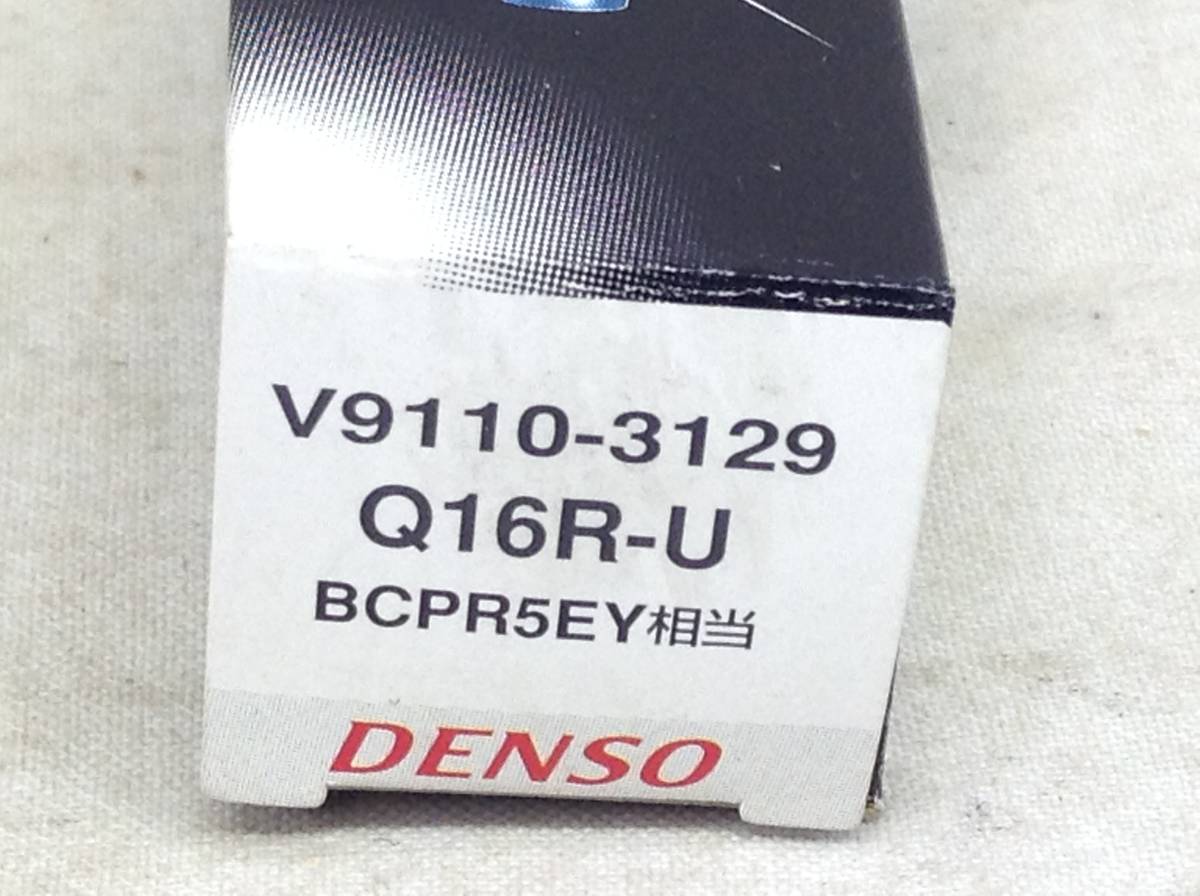 V9110-3129
Q16R-U
BCPR5EY相当
DENSO